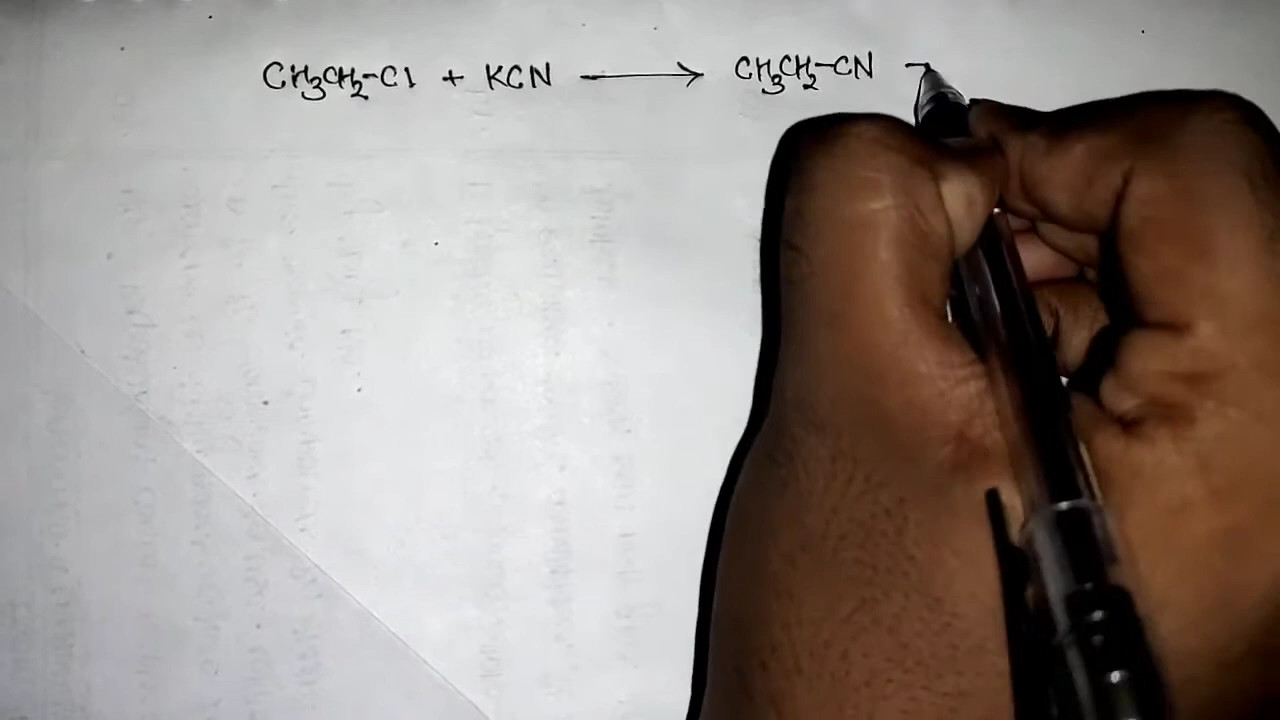 CH₃CH₂-Cl + KCN ⟶ CH₃CH₂-CN